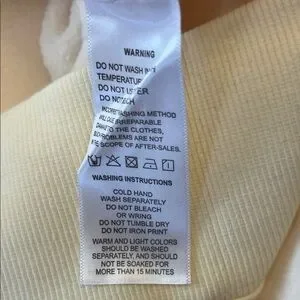 WARNING
DO NOT WASH IN
TEMPERATURE
DO NOT
DO NOT
WASHING METHOD
WILL IRREPARABLE
TO THE CLOTHES,
PROBLEMS ARE NOT
SCOPE OF AFTER-SALES.
WASHING INSTRUCTIONS
COLD HAND
WASH SEPARATELY
DO NOT BLEACH
OR WRING
DO NOT TUMBLE DRY
DO NOT IRON PRINT
WARM AND LIGHT COLORS
SHOULD BE WASHED
SEPARATELY, AND SHOULD
NOT BE SOAKED FOR
MORE THAN 15 MINUTES